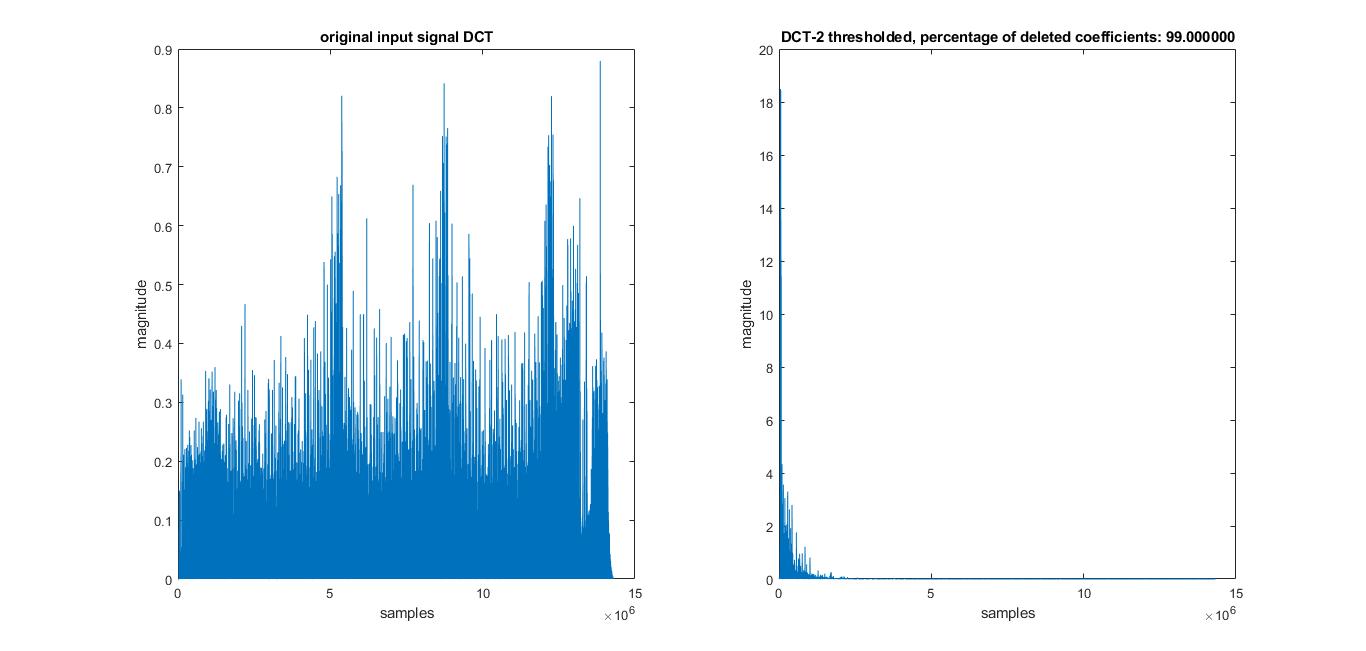 original input signal DCT
0.9
0.8
0.7
0.6
0.5
0.4
0.3
0.2
0.1
0
magnitude
0 5 10 15
samples
×10^6
DCT-2 thresholded, percentage of deleted coefficients: 99.000000
20
18
16
14
12
10
8
6
4
2
0
magnitude
0 5 10 15
samples
×10^6